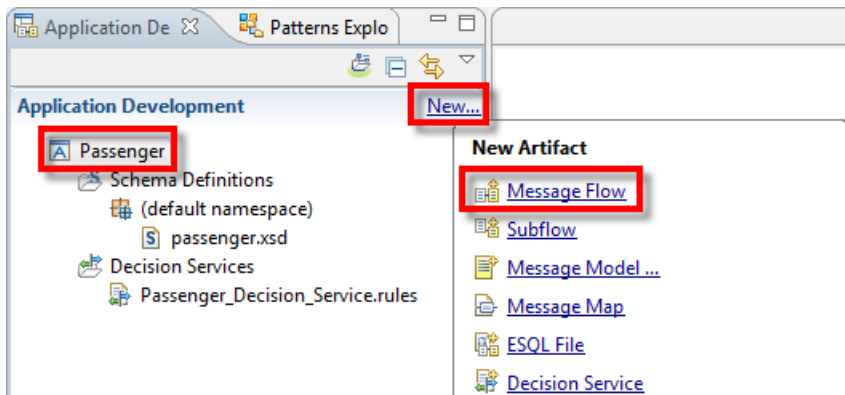 Application De
Patterns Explo
Application Development
New...
Passenger
Schema Definitions
(default namespace)
passenger.xsd
Decision Services
Passenger_Decision_Service.rules
New Artifact
Message Flow
Subflow
Message Model ...
Message Map
ESQL File
Decision Service